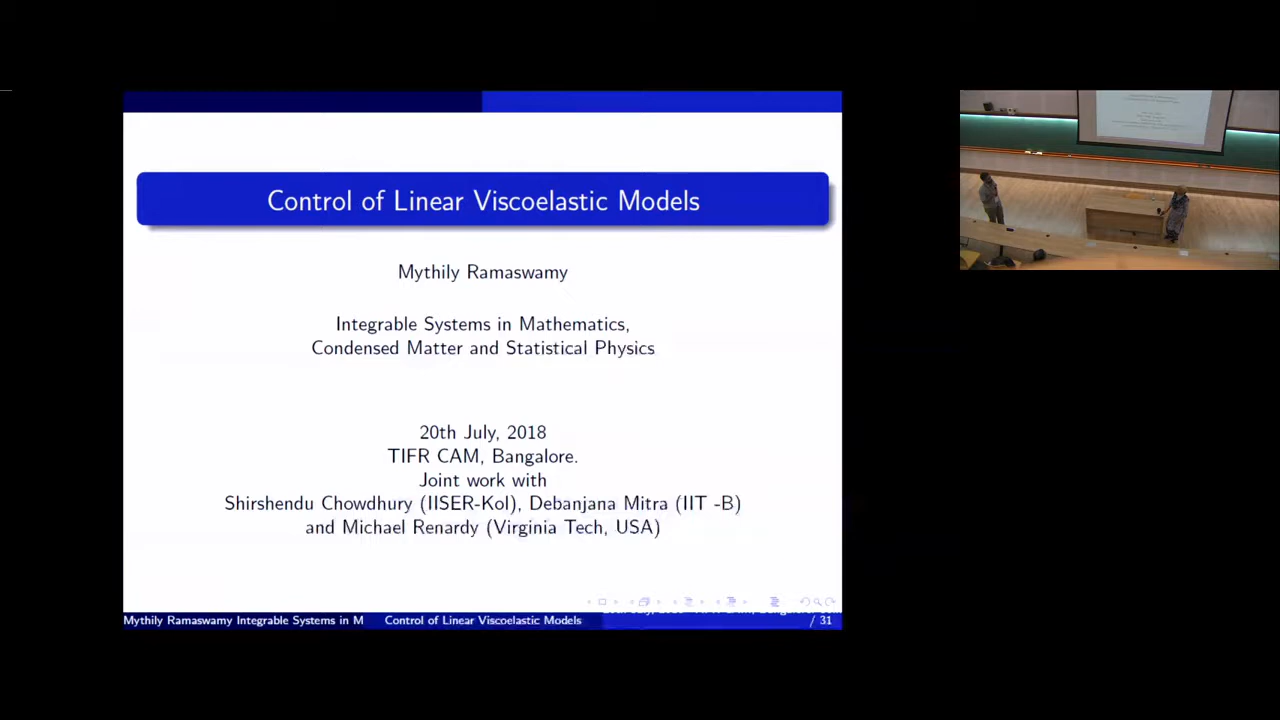 Control of Linear Viscoelastic Models
Mythily Ramaswamy
Integrable Systems in Mathematics,
Condensed Matter and Statistical Physics
20th July, 2018
TIFR CAM, Bangalore.
Joint work with
Shirshendu Chowdhury (IISER-Kol), Debanjana Mitra (IIT -B)
and Michael Renardy (Virginia Tech, USA)
Mythily Ramaswamy Integrable Systems in M Control of Linear Viscoelastic Models / 31